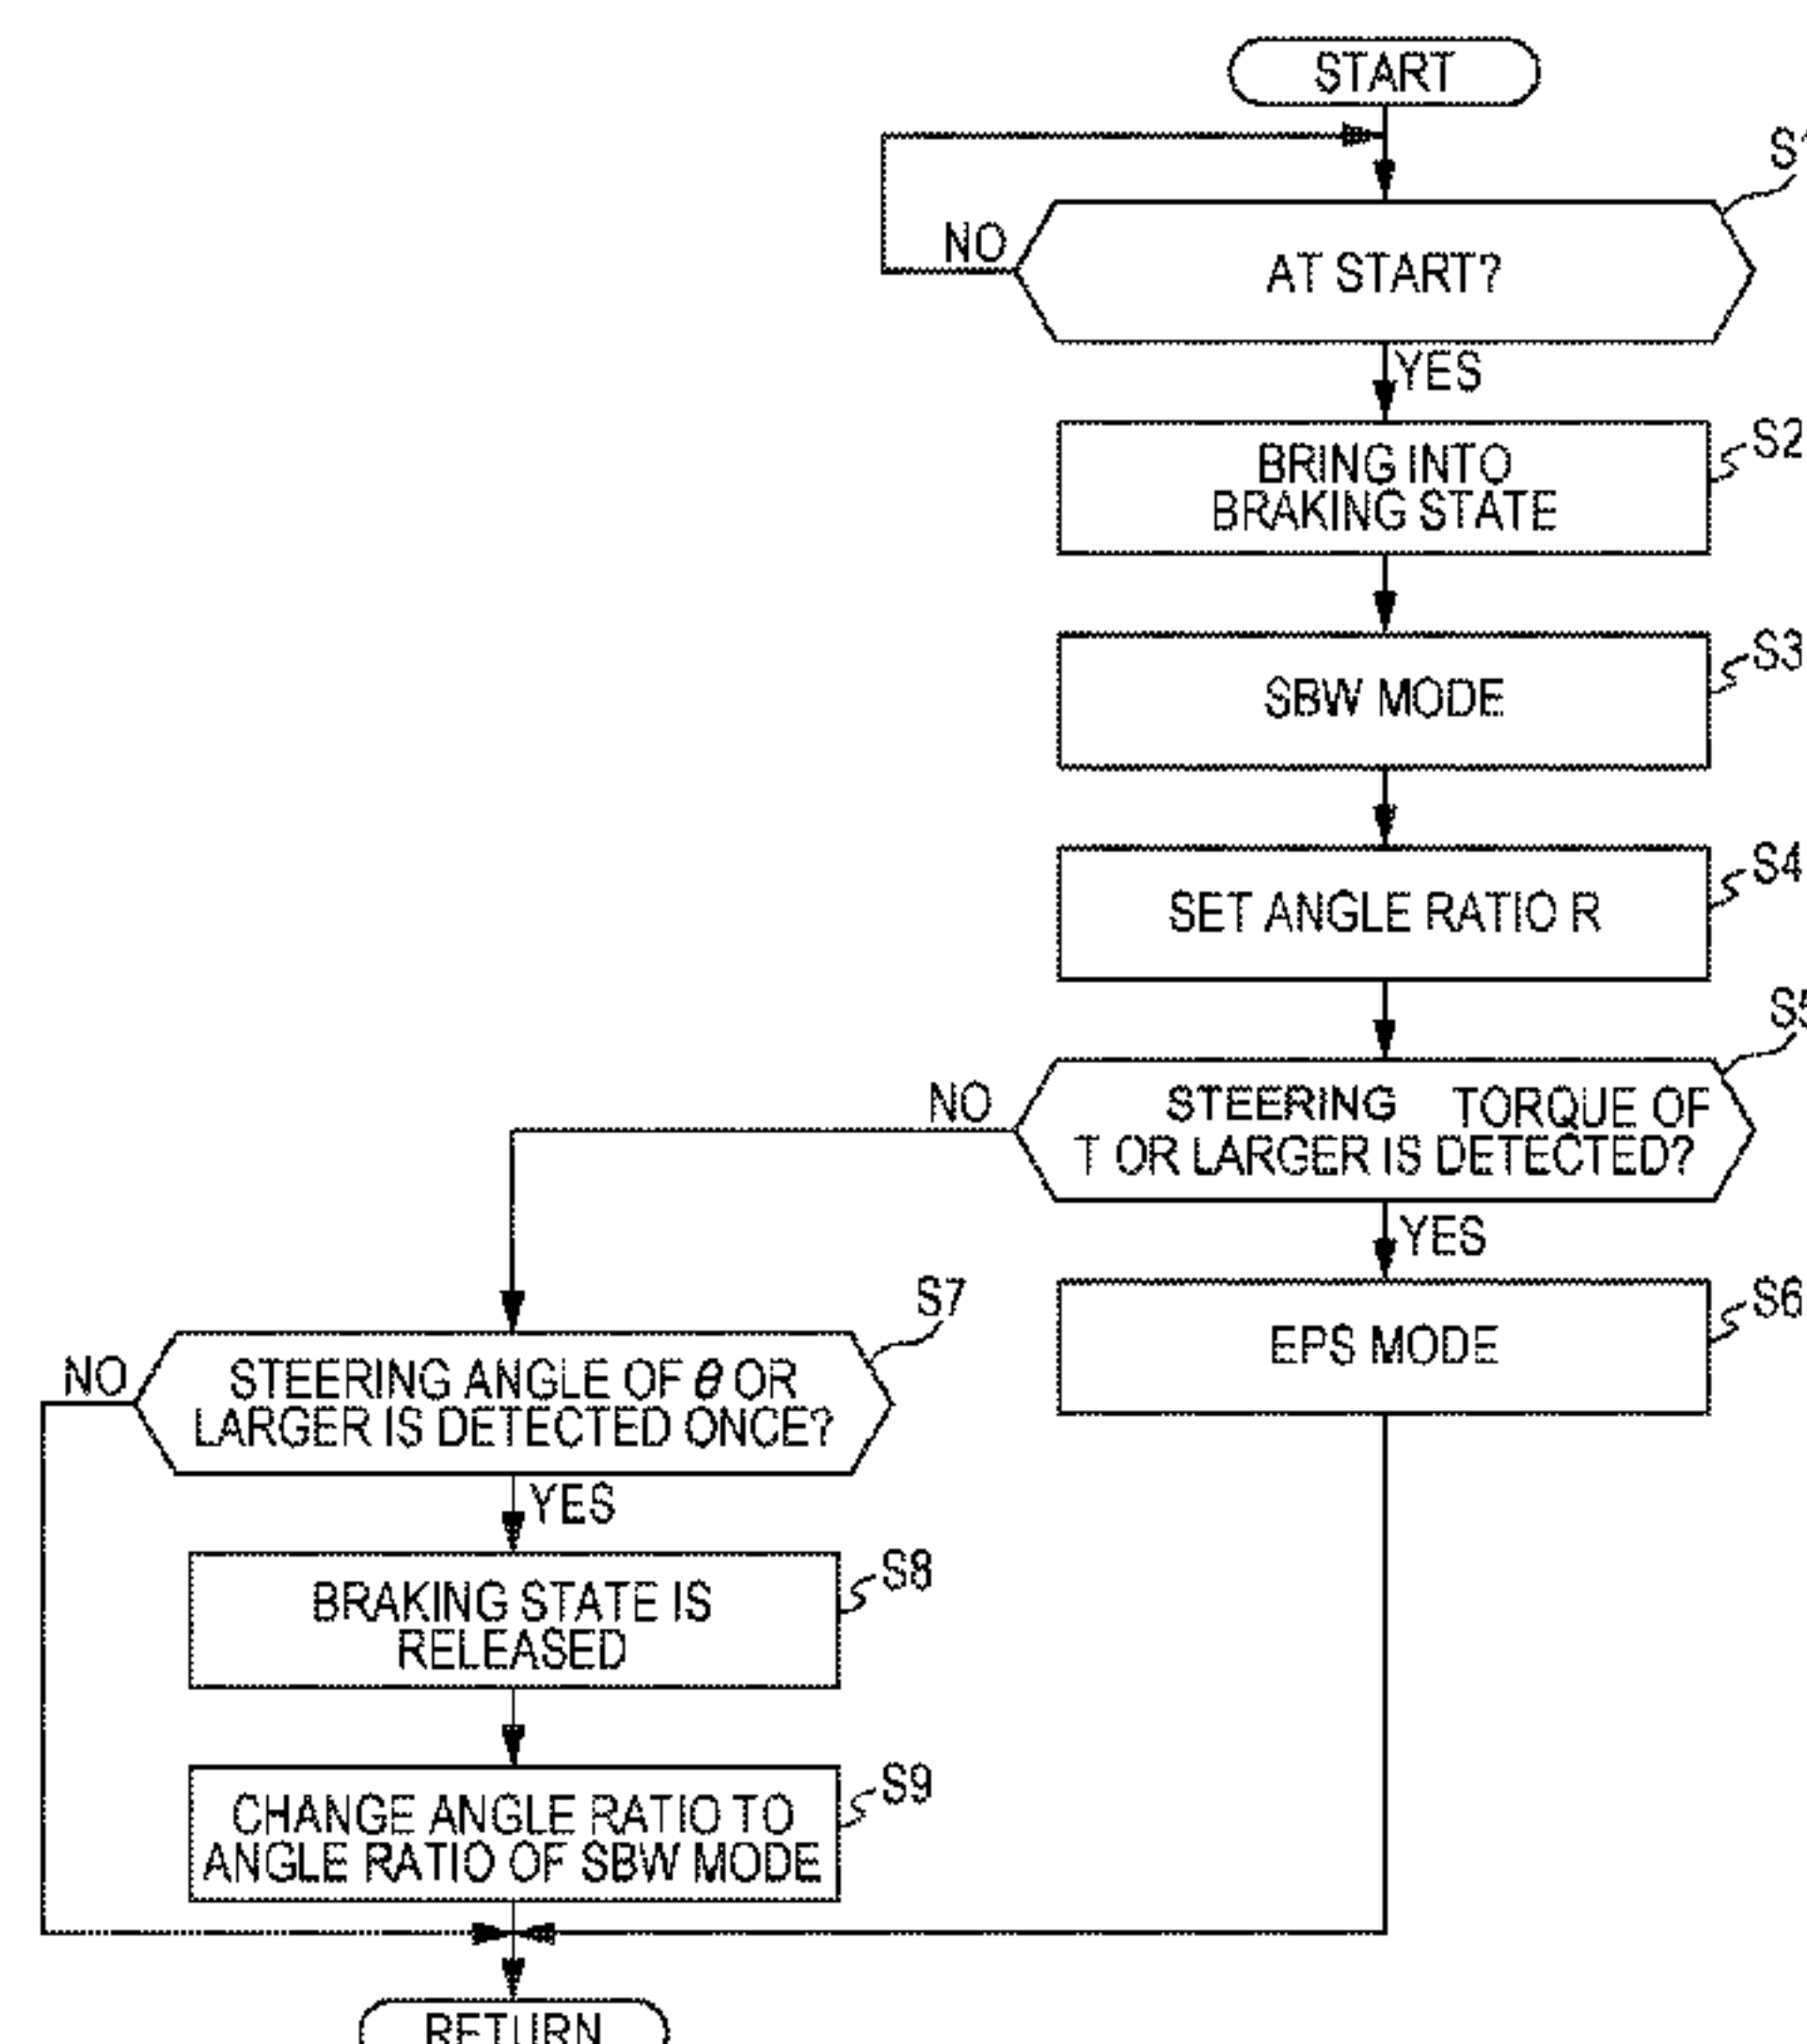 START
S1
NO
AT START?
YES
S2
BRING INTO
BRAKING STATE
S3
SBW MODE
S4
SET ANGLE RATIO R
S5
NO
STEERING TORQUE OF
T OR LARGER IS DETECTED?
YES
S6
EPS MODE
S7
NO
STEERING ANGLE OF θ OR
LARGER IS DETECTED ONCE?
YES
S8
BRAKING STATE IS
RELEASED
S9
CHANGE ANGLE RATIO TO
ANGLE RATIO OF SBW MODE
RETURN